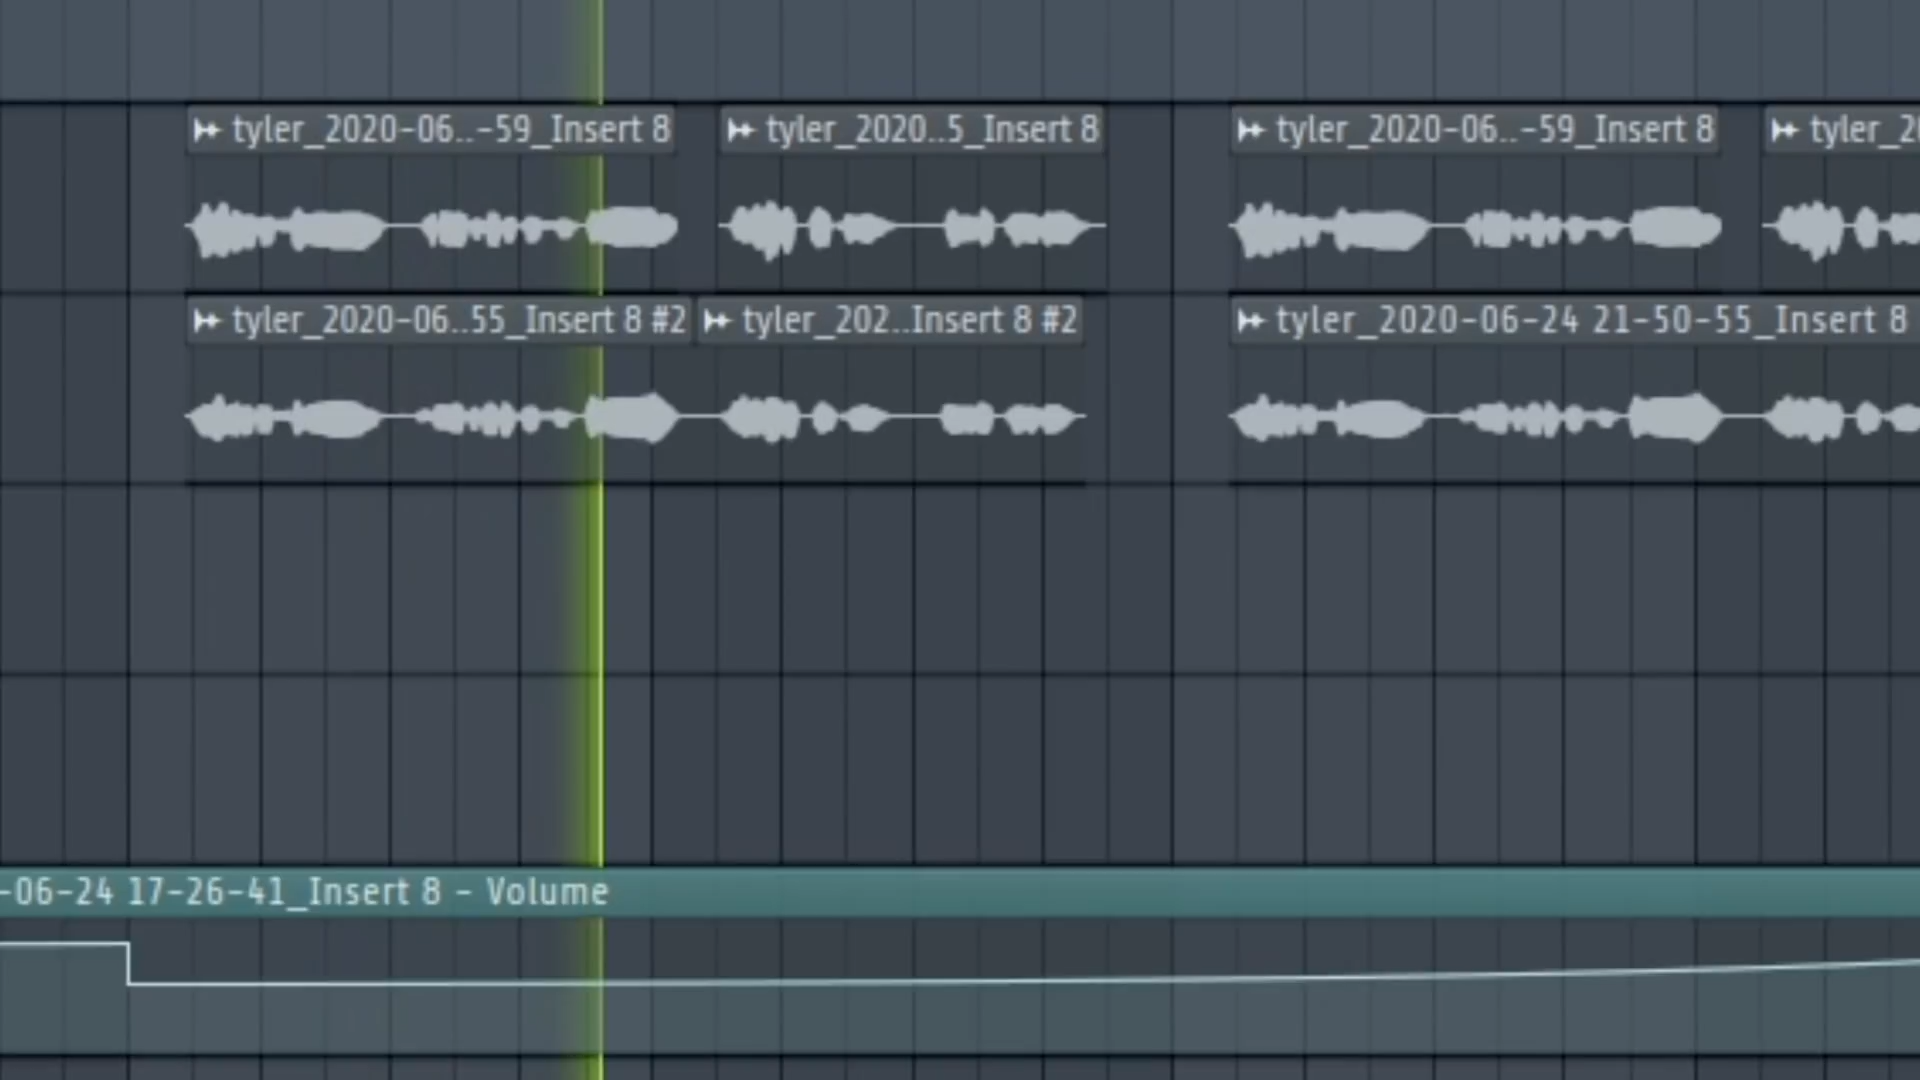 tyler_2020-06..-59_Insert 8
tyler_2020..5_Insert 8
tyler_2020-06..-59_Insert 8
tyler_20
tyler_2020-06..55_Insert 8 #2
tyler_202..Insert 8 #2
tyler_2020-06-24 21-50-55_Insert 8
-06-24 17-26-41_Insert 8 - Volume